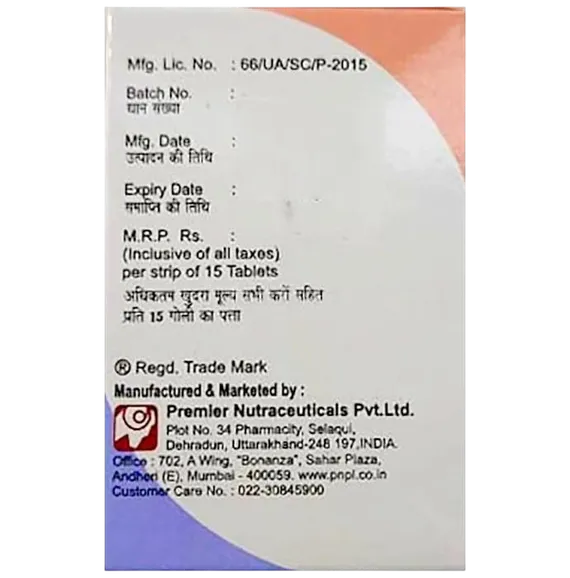 Mfg. Lic. No. : 66/UA/SC/P-2015
Batch No. :
घान संख्या
Mfg. Date :
उत्पादन की तिथि
Expiry Date :
समाप्ति की तिथि
M.R.P. Rs. :
(Inclusive of all taxes)
per strip of 15 Tablets
अधिकतम खुदरा मूल्य सभी करों सहित
प्रति 15 गोली का पत्ता
® Regd. Trade Mark
Manufactured & Marketed by :
Premier Nutraceuticals Pvt.Ltd.
Plot No. 34 Pharmacity, Selaqui,
Dehradun, Uttarakhand-248 197,INDIA.
Office : 702, A Wing, "Bonanza", Sahar Plaza,
Andheri (E), Mumbai - 400059. www.pnpl.co.in
Customer Care No. : 022-30845900